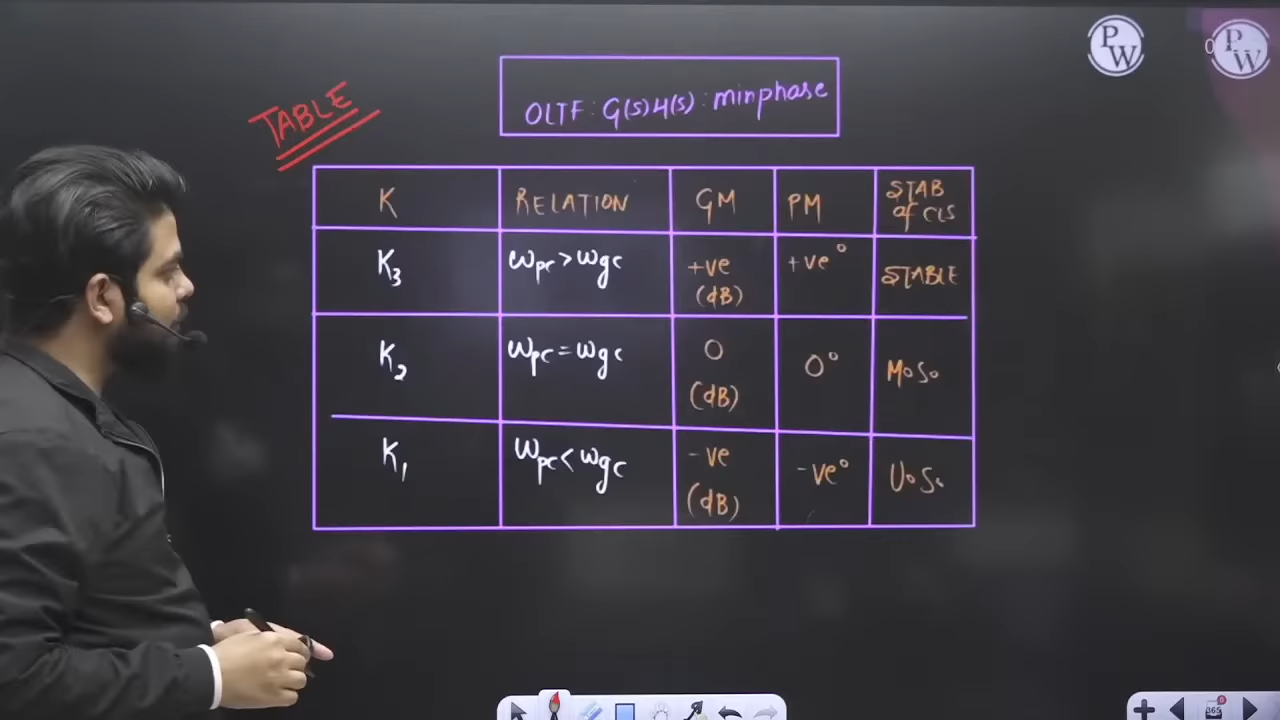 TABLE
OLTF: G(s)H(s): minphase
K RELATION GM PM STAB of CLS
K₃ ωpc > ωgc +ve (dB) +ve° STABLE
K₂ ωpc = ωgc 0 (dB) 0° M.S.
K₁ ωpc < ωgc -ve (dB) -ve° U.S.
PW
PW